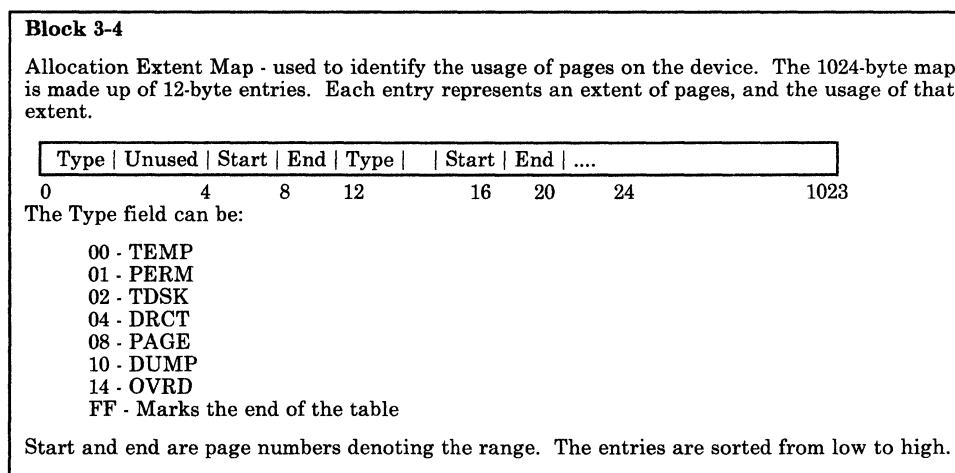 Block 3-4
Allocation Extent Map - used to identify the usage of pages on the device. The 1024-byte map
is made up of 12-byte entries. Each entry represents an extent of pages, and the usage of that
extent.
Type | Unused | Start | End | Type | | Start | End | ....
0 4 8 12 16 20 24 1023
The Type field can be:
00 - TEMP
01 - PERM
02 - TDSK
04 - DRCT
08 - PAGE
10 - DUMP
14 - OVRD
FF - Marks the end of the table
Start and end are page numbers denoting the range. The entries are sorted from low to high.